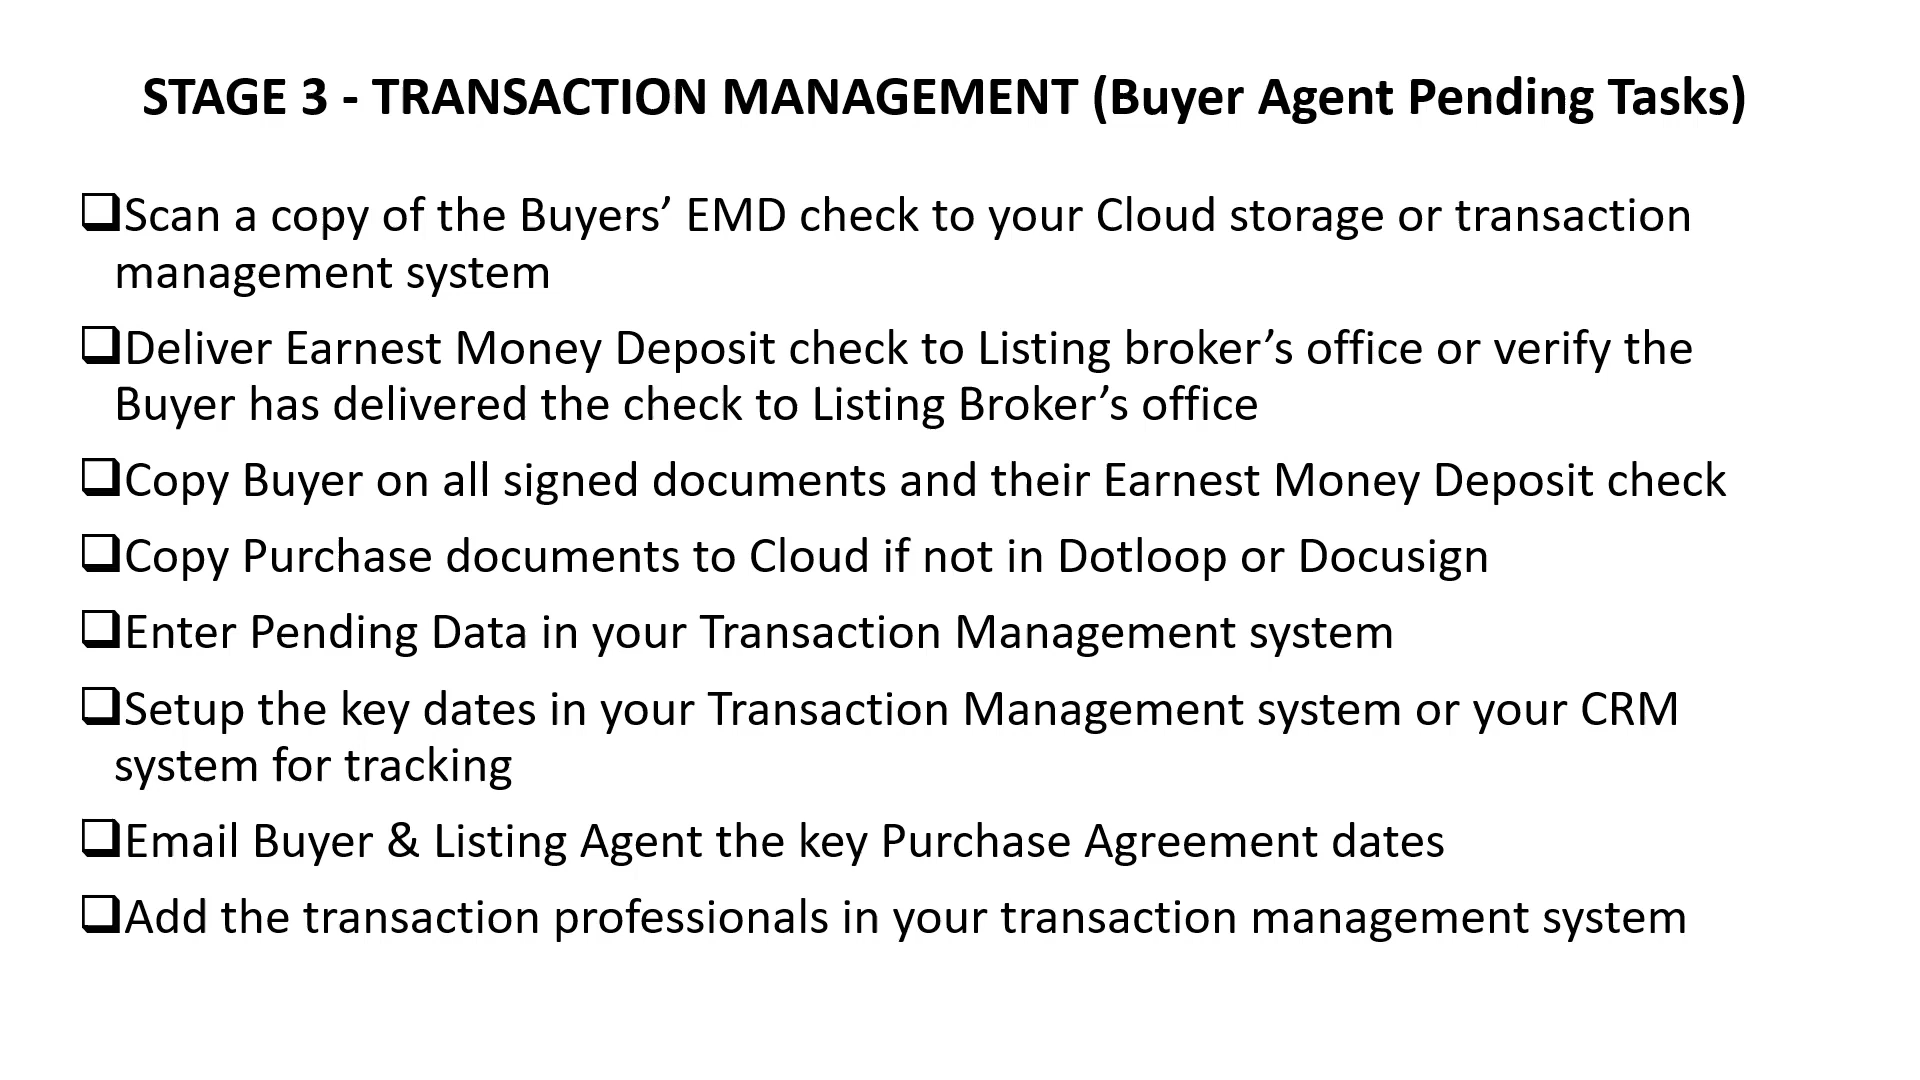 STAGE 3 - TRANSACTION MANAGEMENT (Buyer Agent Pending Tasks)
❑Scan a copy of the Buyers’ EMD check to your Cloud storage or transaction
management system
❑Deliver Earnest Money Deposit check to Listing broker’s office or verify the
Buyer has delivered the check to Listing Broker’s office
❑Copy Buyer on all signed documents and their Earnest Money Deposit check
❑Copy Purchase documents to Cloud if not in Dotloop or Docusign
❑Enter Pending Data in your Transaction Management system
❑Setup the key dates in your Transaction Management system or your CRM
system for tracking
❑Email Buyer & Listing Agent the key Purchase Agreement dates
❑Add the transaction professionals in your transaction management system